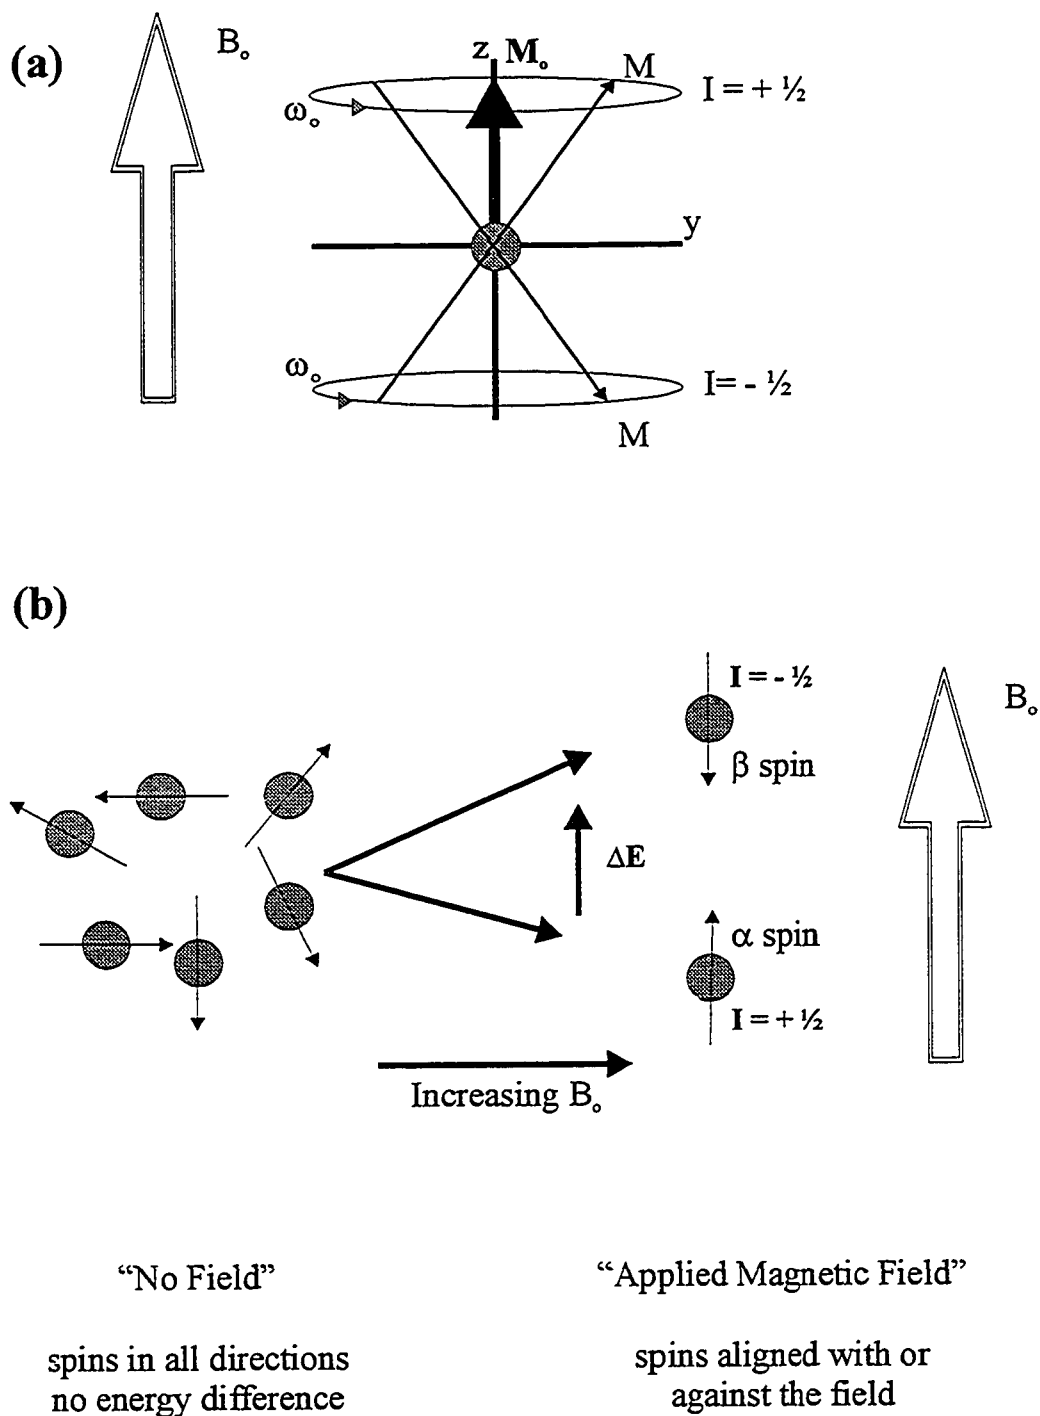 (a)
B₀
z M₀
M
I = + ½
ω₀
y
ω₀
I= - ½
M
(b)
I = - ½
B₀
β spin
ΔE
α spin
I = + ½
Increasing B₀
“No Field”
“Applied Magnetic Field”
spins in all directions
no energy difference
spins aligned with or
against the field